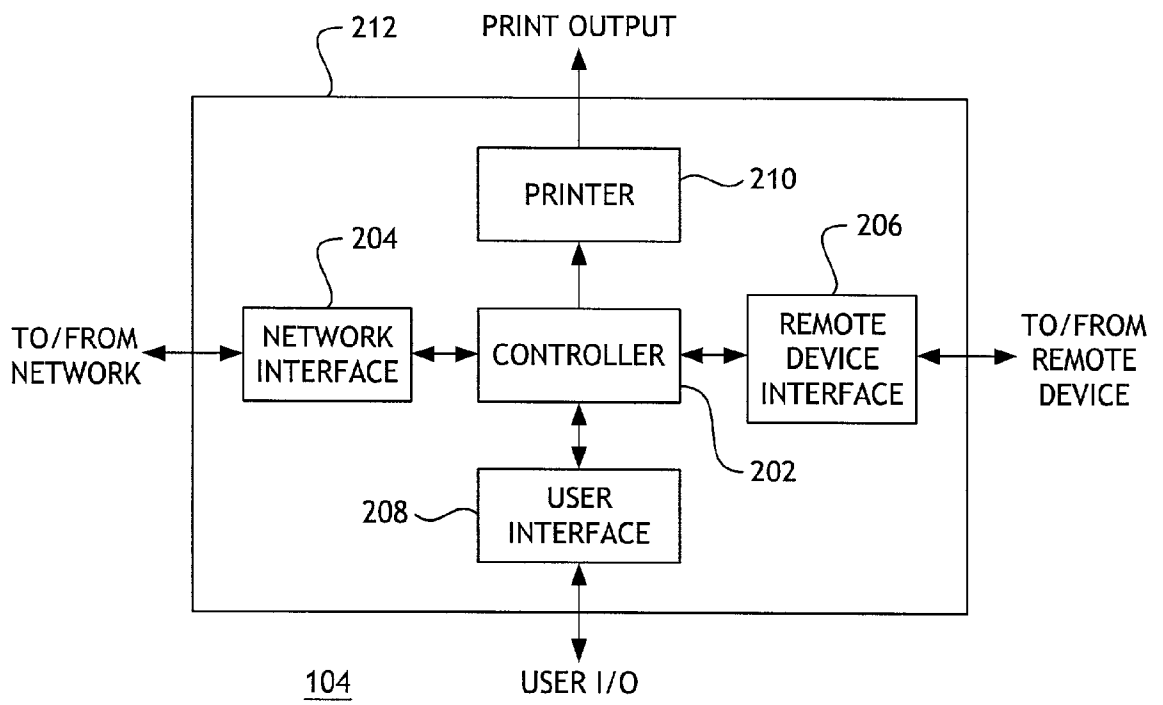 212
PRINT OUTPUT
PRINTER
210
204
206
TO/FROM
NETWORK
NETWORK
INTERFACE
CONTROLLER
REMOTE
DEVICE
INTERFACE
TO/FROM
REMOTE
DEVICE
202
208
USER
INTERFACE
104
USER I/O